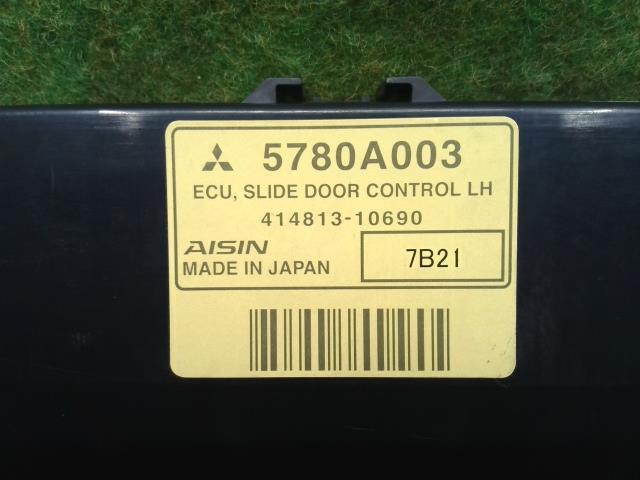 5780A003
ECU, SLIDE DOOR CONTROL LH
414813-10690
AISIN
MADE IN JAPAN
7B21